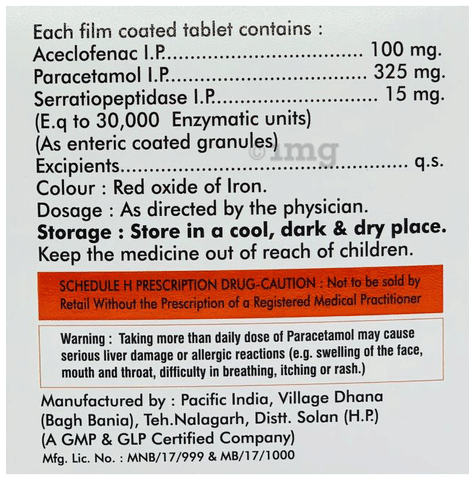 Each film coated tablet contains :
Aceclofenac I.P............................. 100 mg.
Paracetamol I.P............................. 325 mg.
Serratiopeptidase I.P....................... 15 mg.
(E.q to 30,000 Enzymatic units)
(As enteric coated granules)
©1mg
Excipients.......................................... q.s.
Colour : Red oxide of Iron.
Dosage : As directed by the physician.
Storage : Store in a cool, dark & dry place.
Keep the medicine out of reach of children.
SCHEDULE H PRESCRIPTION DRUG-CAUTION : Not to be sold by
Retail Without the Prescription of a Registered Medical Practitioner
Warning : Taking more than daily dose of Paracetamol may cause
serious liver damage or allergic reactions (e.g. swelling of the face,
mouth and throat, difficulty in breathing, itching or rash.)
Manufactured by : Pacific India, Village Dhana
(Bagh Bania), Teh.Nalagarh, Distt. Solan (H.P.)
(A GMP & GLP Certified Company)
Mfg. Lic. No. : MNB/17/999 & MB/17/1000